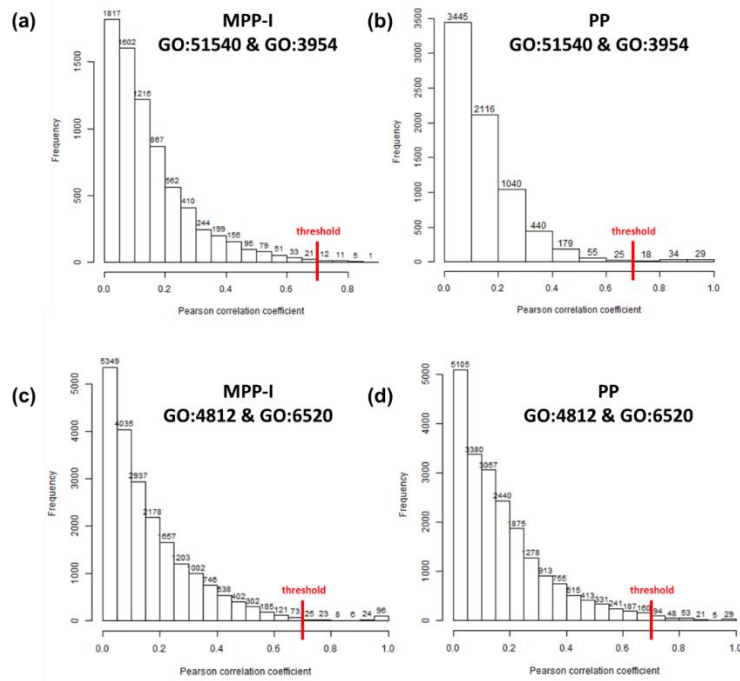 (a)
MPP-I
GO:51540 & GO:3954
Frequency
0 500 1000 1500
1817
1602
1216
867
562
410
244
199
156
95
79
51
33
21
12
11
5
1
threshold
0.0 0.2 0.4 0.6 0.8
Pearson correlation coefficient
(b)
PP
GO:51540 & GO:3954
Frequency
0 500 1000 1500 2000 2500 3000 3500
3445
2116
1040
440
179
55
25
18
34
29
threshold
0.0 0.2 0.4 0.6 0.8 1.0
Pearson correlation coefficient
(c)
MPP-I
GO:4812 & GO:6520
Frequency
0 1000 2000 3000 4000 5000
5349
4035
2937
2178
1657
1203
1002
746
538
402
302
185
121
73
25
23
8
6
24
96
threshold
0.0 0.2 0.4 0.6 0.8 1.0
Pearson correlation coefficient
(d)
PP
GO:4812 & GO:6520
Frequency
0 1000 2000 3000 4000 5000
5105
3380
3067
2440
1875
1278
913
755
515
413
331
241
187
160
94
48
53
21
5
29
threshold
0.0 0.2 0.4 0.6 0.8 1.0
Pearson correlation coefficient